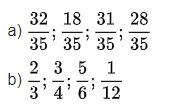 a) 32/35; 18/35; 31/35; 28/35
b) 2/3; 3/4; 5/6; 1/12